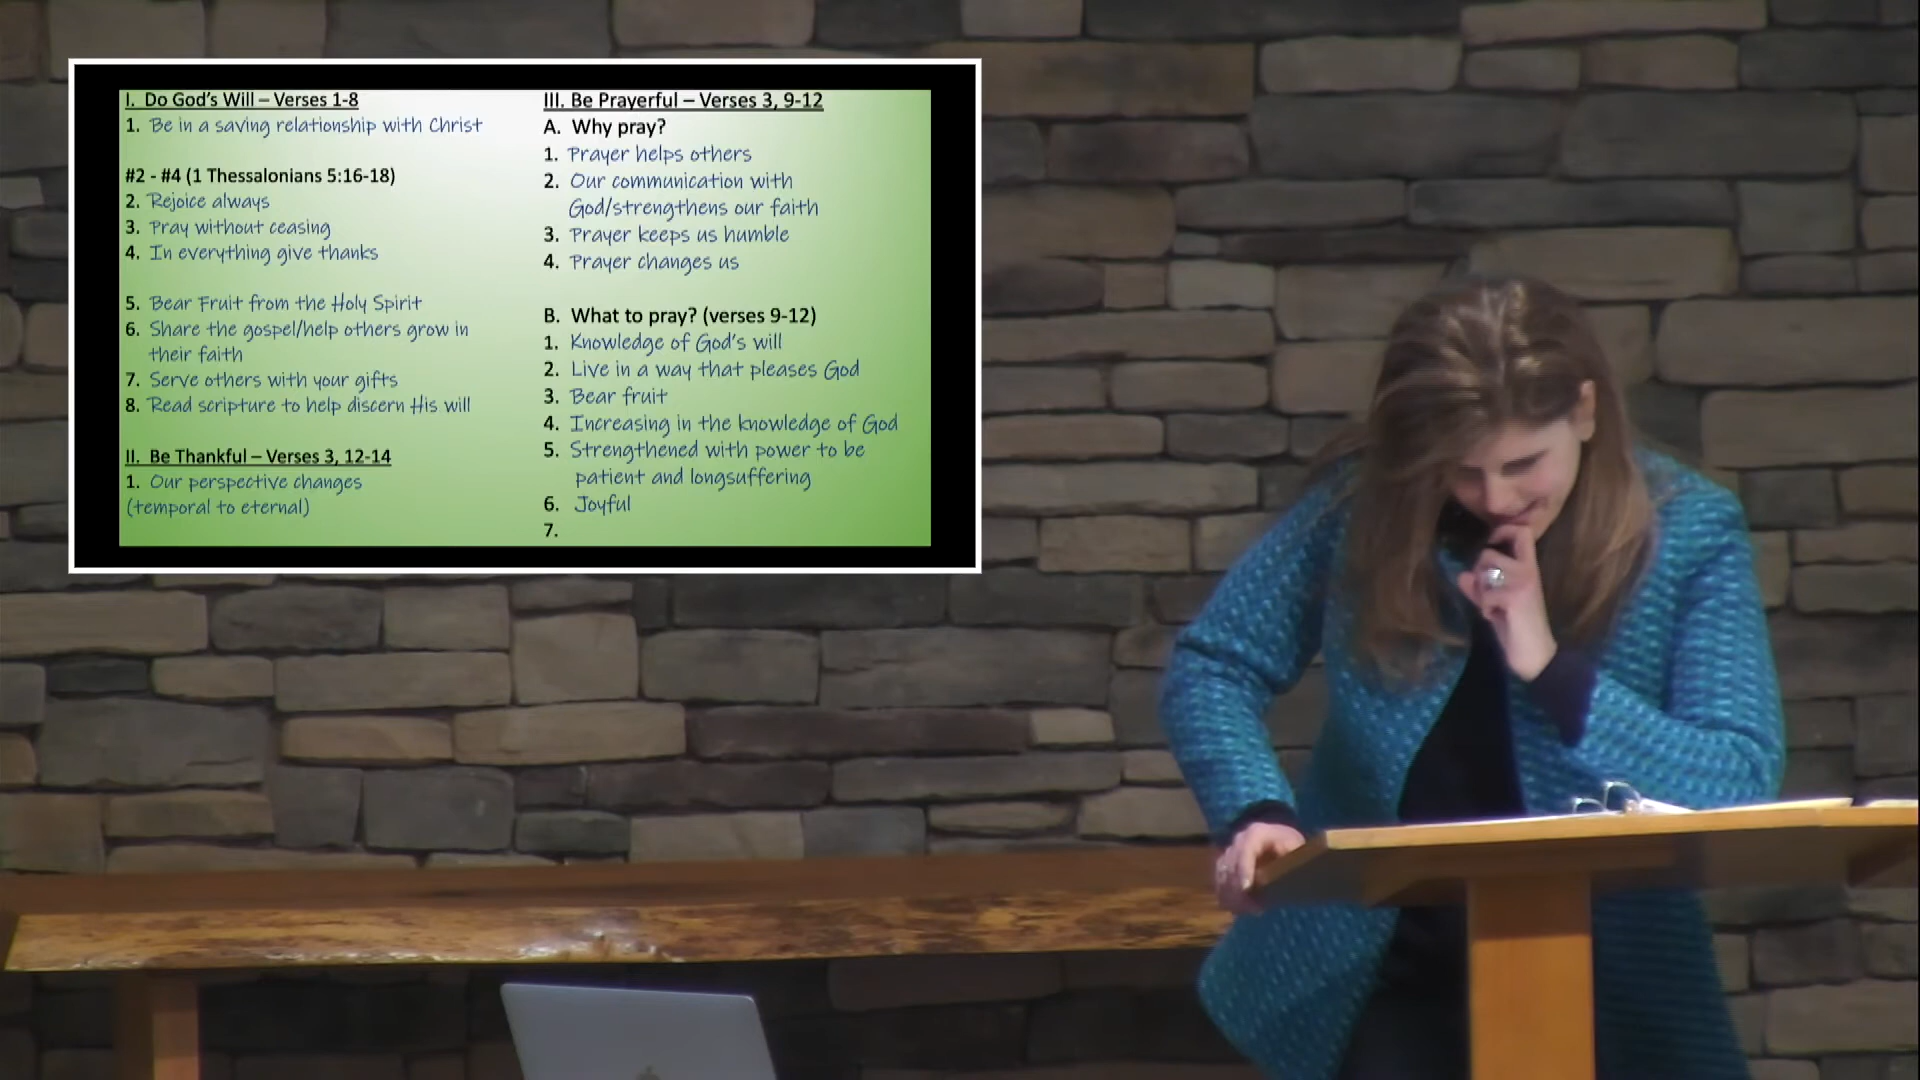 I. Do God's Will – Verses 1-8
1. Be in a saving relationship with Christ
#2 - #4 (1 Thessalonians 5:16-18)
2. Rejoice always
3. Pray without ceasing
4. In everything give thanks
5. Bear Fruit from the Holy Spirit
6. Share the gospel/help others grow in
their faith
7. Serve others with your gifts
8. Read scripture to help discern His will
II. Be Thankful – Verses 3, 12-14
1. Our perspective changes
(temporal to eternal)
III. Be Prayerful – Verses 3, 9-12
A. Why pray?
1. Prayer helps others
2. Our communication with
God/strengthens our faith
3. Prayer keeps us humble
4. Prayer changes us
B. What to pray? (verses 9-12)
1. Knowledge of God's will
2. Live in a way that pleases God
3. Bear fruit
4. Increasing in the knowledge of God
5. Strengthened with power to be
patient and longsuffering
6. Joyful
7.